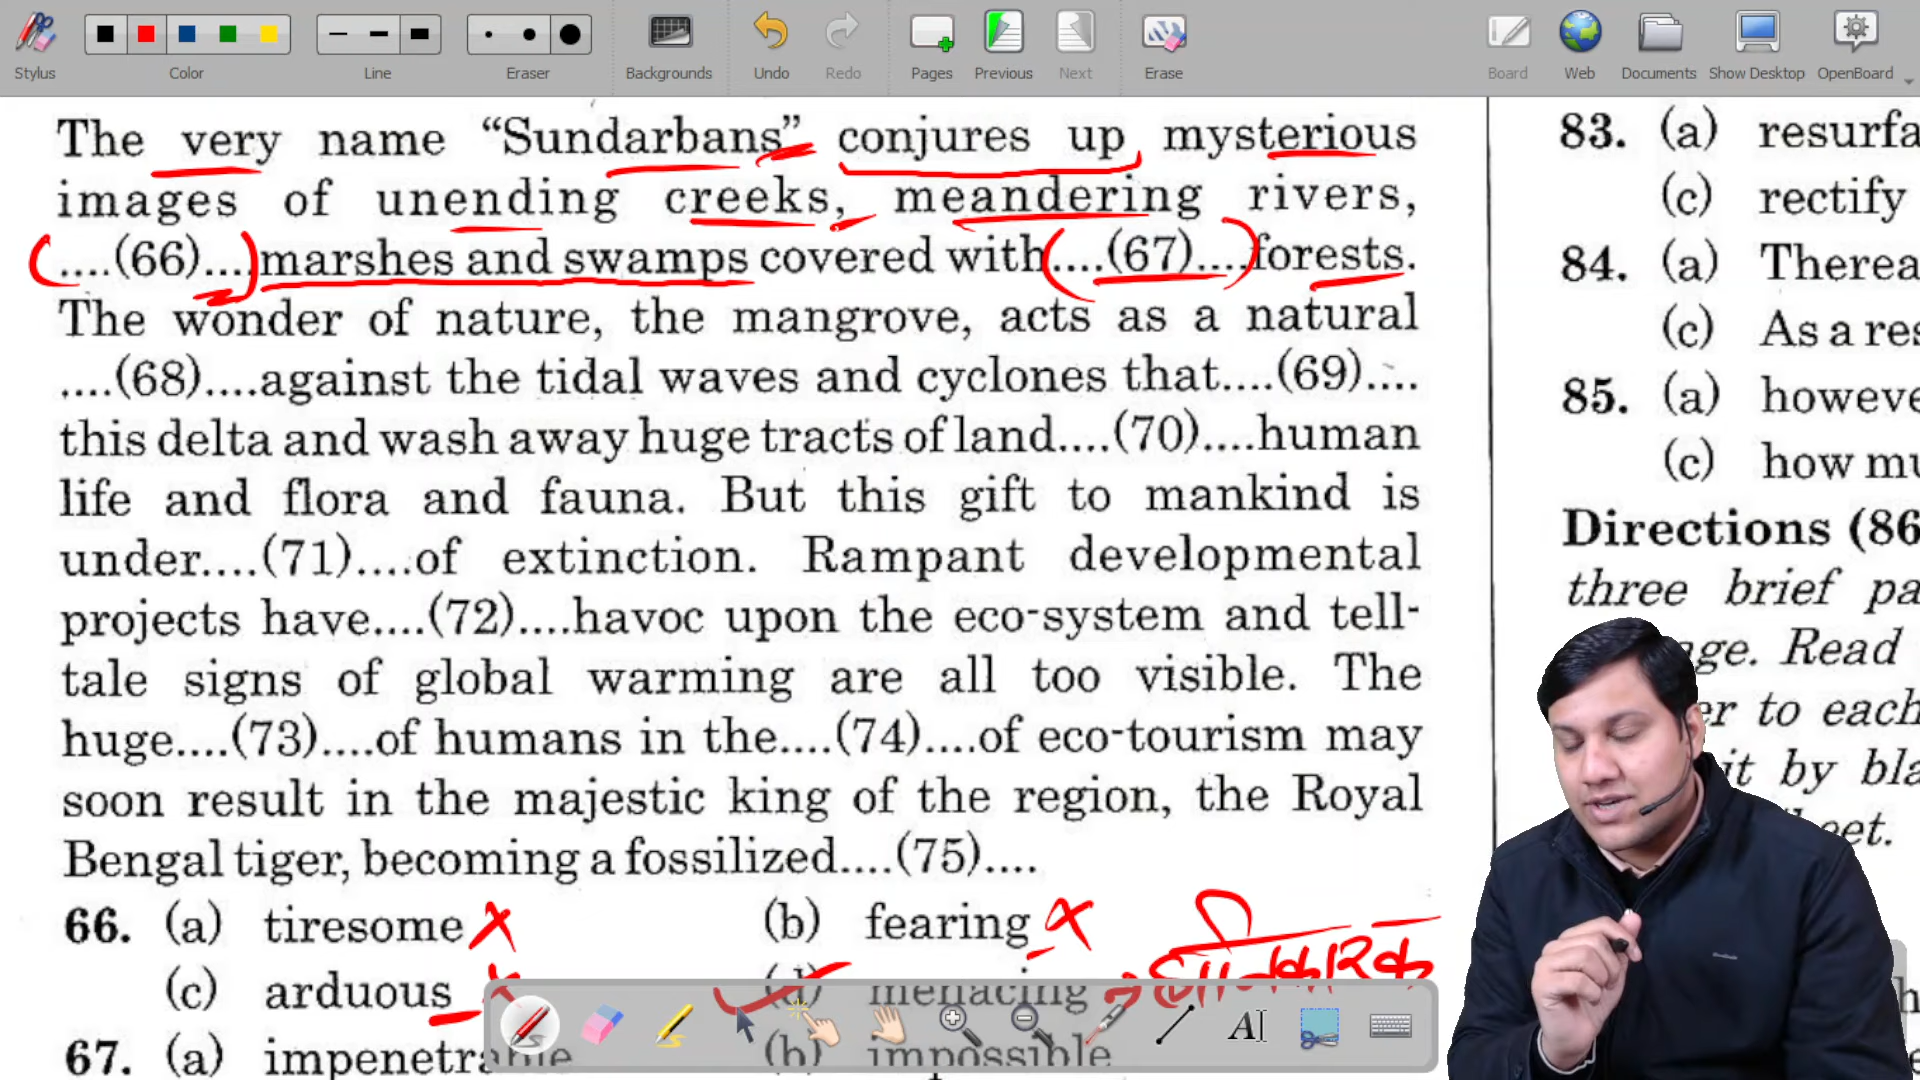 Stylus
Color
Line
Eraser
Backgrounds
Undo
Redo
Pages
Previous
Next
Erase
Board
Web
Documents
Show Desktop
OpenBoard
The very name “Sundarbans” conjures up mysterious
images of unending creeks, meandering rivers,
....(66)....marshes and swamps covered with....(67)....forests.
The wonder of nature, the mangrove, acts as a natural
....(68)....against the tidal waves and cyclones that....(69)....
this delta and wash away huge tracts of land....(70)....human
life and flora and fauna. But this gift to mankind is
under....(71)....of extinction. Rampant developmental
projects have....(72)....havoc upon the eco-system and tell-
tale signs of global warming are all too visible. The
huge....(73)....of humans in the....(74)....of eco-tourism may
soon result in the majestic king of the region, the Royal
Bengal tiger, becoming a fossilized....(75)....
66. (a) tiresome (b) fearing
(c) arduous (d) menacing
67. (a) impenetrable (b) impossible
83. (a) resurfa
(c) rectify
84. (a) Therea
(c) As a res
85. (a) howeve
(c) how mu
Directions (86
three brief pa
age. Read
er to each
it by bla
eet.